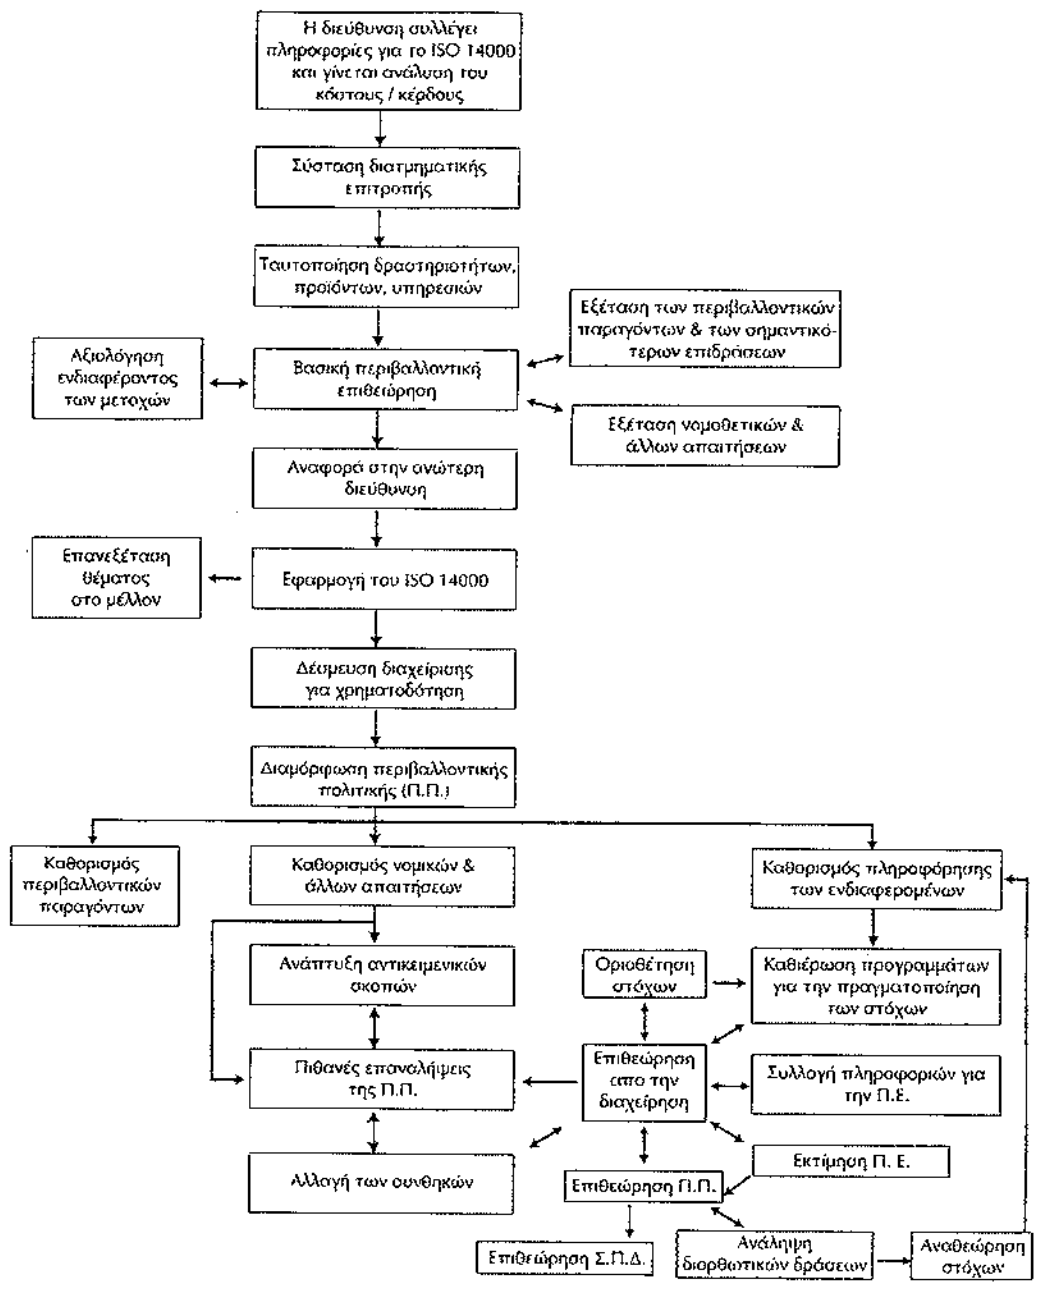 Η διεύθυνση συλλέγει
πληροφορίες για το ISO 14000
και γίνεται ανάλυση του
κόστους / κέρδους
Σύσταση διατμηματικής
επιτροπής
Ταυτοποίηση δραστηριοτήτων,
προϊόντων, υπηρεσιών
Εξέταση των περιβαλλοντικών
παραγόντων & των σημαντικό-
τερων επιδράσεων
Αξιολόγηση
ενδιαφέροντος
των μετοχών
Βασική περιβαλλοντική
επιθεώρηση
Εξέταση νομοθετικών &
άλλων απαιτήσεων
Αναφορά στην ανώτερη
διεύθυνση
Επανεξέταση
θέματος
στο μέλλον
Εφαρμογή του ISO 14000
Δέσμευση διαχείρισης
για χρηματοδότηση
Διαμόρφωση περιβαλλοντικής
πολιτικής (Π.Π.)
Καθορισμός
περιβαλλοντικών
παραγόντων
Καθορισμός νομικών &
άλλων απαιτήσεων
Καθορισμός πληροφόρησης
των ενδιαφερομένων
Ανάπτυξη αντικειμενικών
σκοπών
Οριοθέτηση
στόχων
Καθιέρωση προγραμμάτων
για την πραγματοποίηση
των στόχων
Πιθανές επαναλήψεις
της Π.Π.
Επιθεώρηση
απο την
διαχείρηση
Συλλογή πληροφοριών για
την Π.Ε.
Εκτίμηση Π. Ε.
Αλλαγή των συνθηκών
Επιθεώρηση Π.Π.
Επιθεώρηση Σ.Π.Δ.
Ανάληψη
διορθωτικών δράσεων
Αναθεώρηση
στόχων